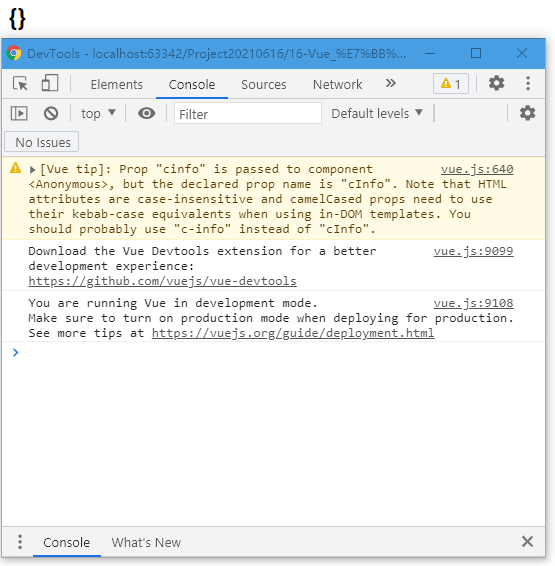 {}
DevTools - localhost:63342/Project20210616/16-Vue_%E7%BB%...
Elements Console Sources Network » 1
top Filter Default levels
No Issues
[Vue tip]: Prop "cinfo" is passed to component vue.js:640
<Anonymous>, but the declared prop name is "cInfo". Note that HTML
attributes are case-insensitive and camelCased props need to use
their kebab-case equivalents when using in-DOM templates. You
should probably use "c-info" instead of "cInfo".
Download the Vue Devtools extension for a better vue.js:9099
development experience:
https://github.com/vuejs/vue-devtools
You are running Vue in development mode. vue.js:9108
Make sure to turn on production mode when deploying for production.
See more tips at https://vuejs.org/guide/deployment.html
Console What's New